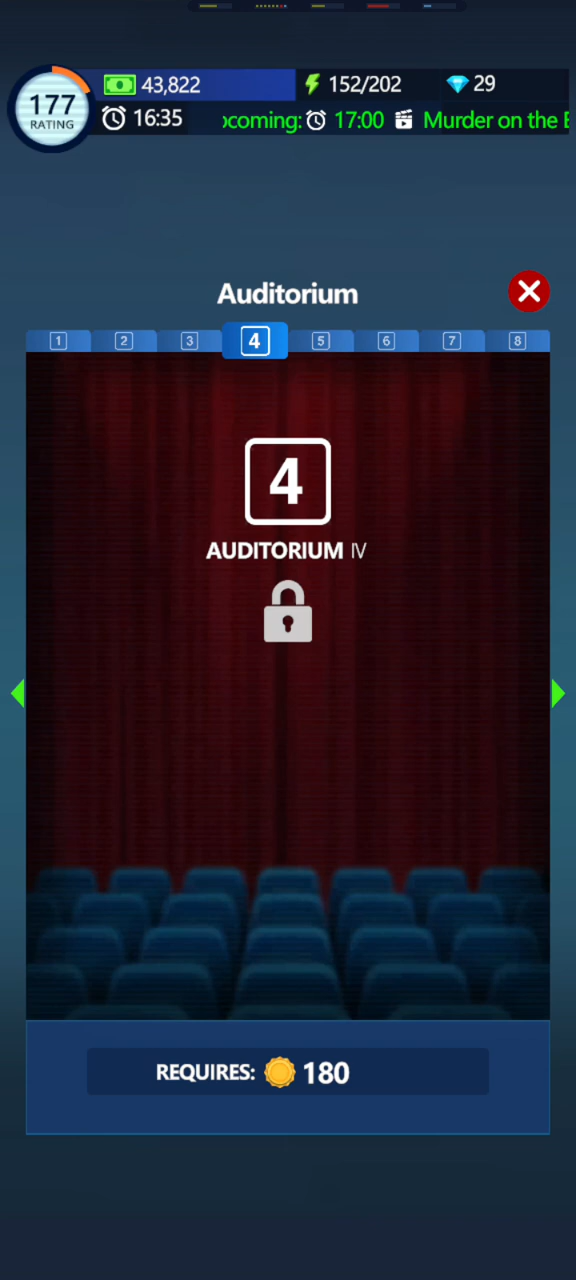 43,822
152/202
29
177
RATING
16:35
coming: 17:00 Murder on the
Auditorium
1 2 3 4 5 6 7 8
4
AUDITORIUM IV
REQUIRES: 180